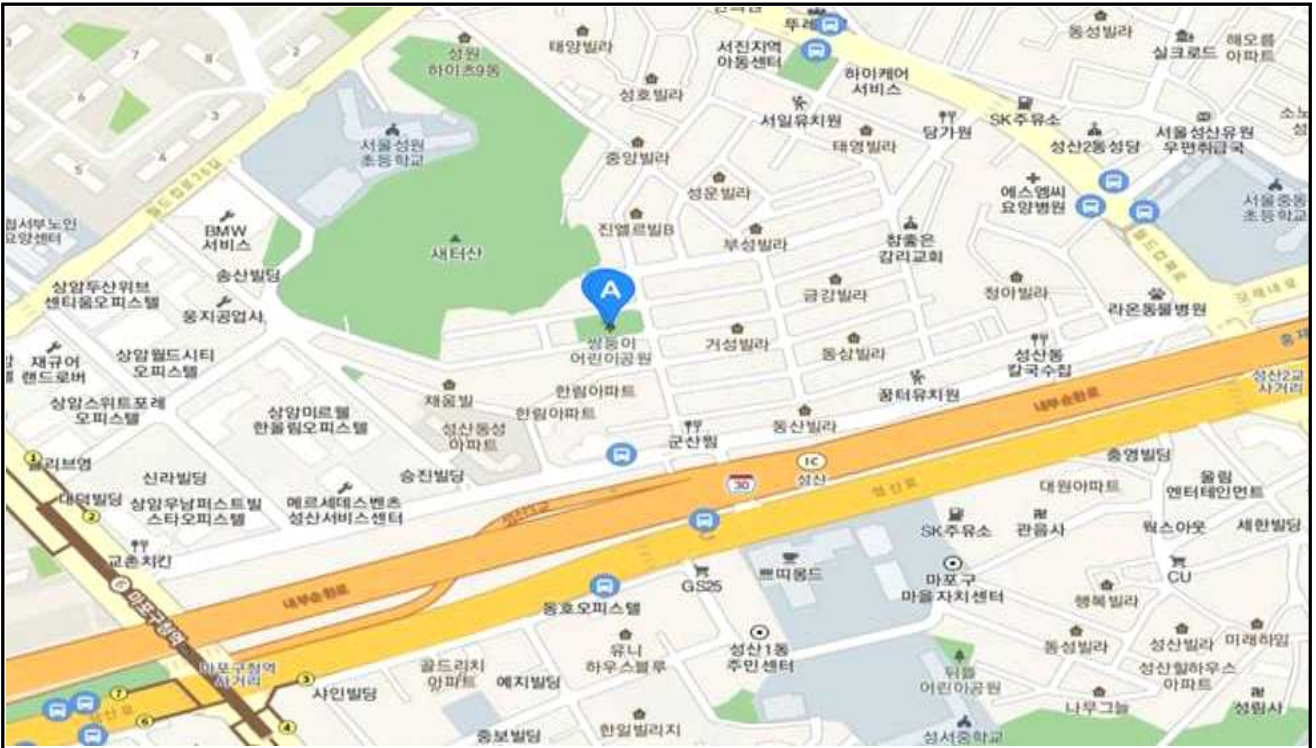 성원
하이츠9동
태양빌라
서진지역
아동센터
동성빌라
실크로드
해오름
아파트
하이케어
서비스
성호빌라
서일유치원
태영빌라
당가원
SK주유소
성산2동성당
서울성산유원
우편취급국
서울성원
초등학교
중앙빌라
성운빌라
에스엠씨
요양병원
서울중동
초등학교
BMW
서비스
진엘르빌B
부성빌라
참좋은
감리교회
새터산
송산빌딩
상암두산위브
센티움오피스텔
웅지공업사
A
금강빌라
청아빌라
라온동물병원
모래내로
쌍둥이
어린이공원
거성빌라
동삼빌라
성산동
칼국수집
재규어
랜드로버
상암월드시티
오피스텔
한림아파트
꿈터유치원
성산2교
사거리
내부순환로
상암스위트포레
오피스텔
상암미르웰
한올림오피스텔
채움빌
한림아파트
성산동성
아파트
군산찜
동산빌라
IC
성산
30
성산로
올리브영
신라빌딩
승진빌딩
충영빌딩
대원아파트
울림
엔터테인먼트
대덕빌딩
상암우남퍼스트빌
스타오피스텔
메르세데스벤츠
성산서비스센터
SK주유소
관음사
웍스아웃
세한빌딩
교촌치킨
GS25
쁘띠몽드
마포구
마을자치센터
CU
행복빌라
내부순환로
마포구청역
동호오피스텔
유니
하우스블루
성산1동
주민센터
동성빌라
성산빌라
미래하임
마포구청역
사거리
골드리치
아파트
예지빌딩
샤인빌딩
뒤뜰
어린이공원
성산힐하우스
아파트
나무그늘
성림사
성산로
중보빌딩
한일빌리지
성서중학교